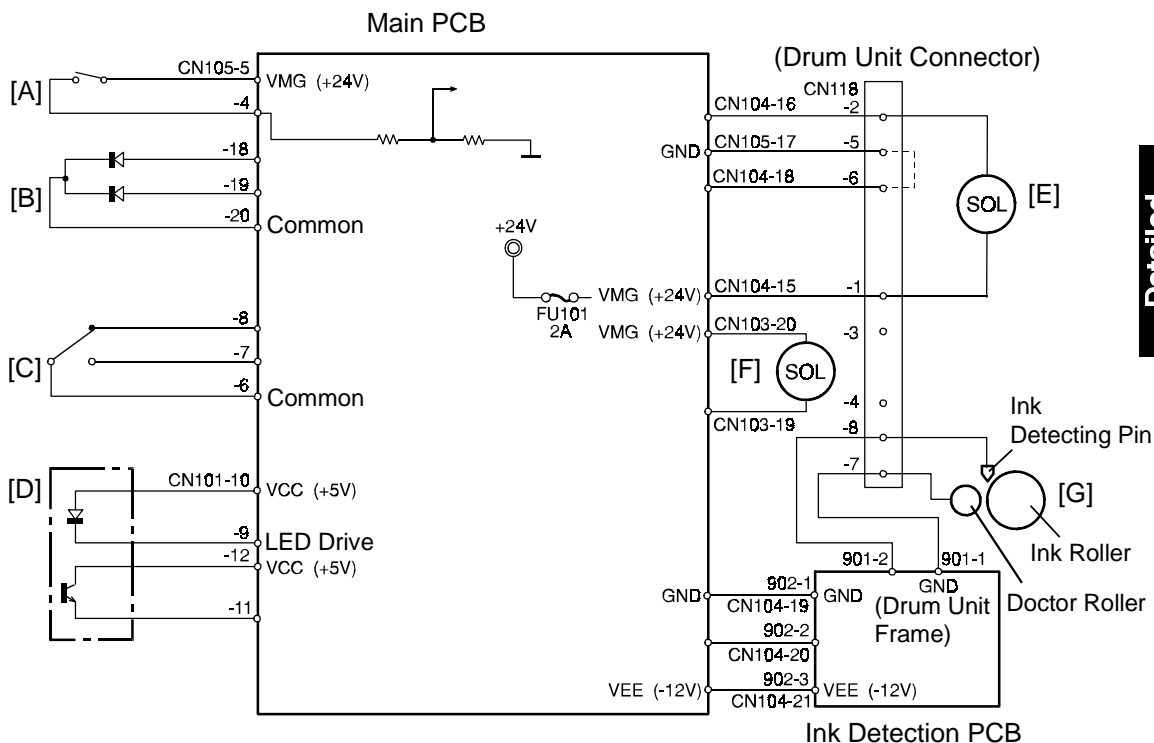 Main PCB
(Drum Unit Connector)
[A]
CN105-5
VMG (+24V)
-4
[B]
-18
-19
-20
Common
+24V
FU101
2A
[C]
-8
-7
-6
Common
[D]
CN101-10
VCC (+5V)
-9
LED Drive
-12
VCC (+5V)
-11
CN118
CN104-16
-2
GND
CN105-17
-5
CN104-18
-6
SOL
[E]
VMG (+24V)
CN104-15
-1
VMG (+24V)
CN103-20
-3
[F]
SOL
CN103-19
-4
-8
-7
Ink
Detecting Pin
[G]
Ink Roller
Doctor Roller
901-2
901-1
GND
GND
902-1
CN104-19
GND
(Drum Unit
Frame)
902-2
CN104-20
VEE (-12V)
902-3
CN104-21
VEE (-12V)
Ink Detection PCB
Detailed